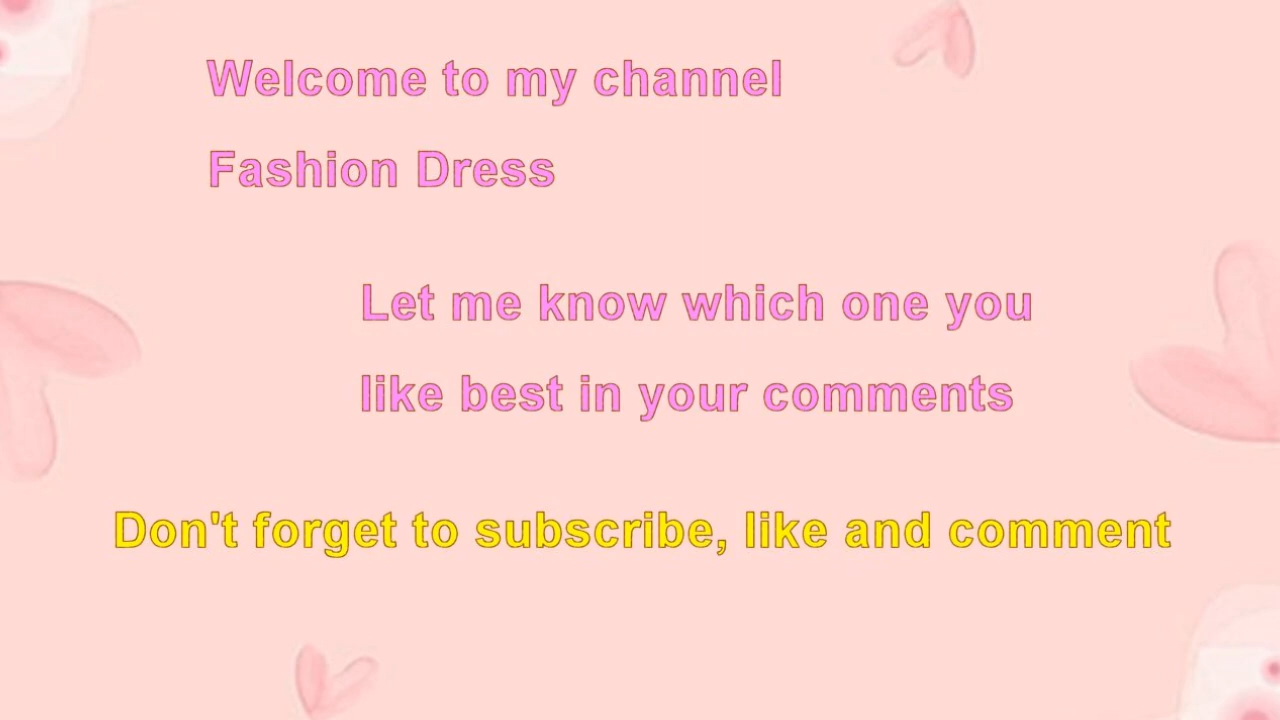 Welcome to my channel
Fashion Dress
Let me know which one you
like best in your comments
Don't forget to subscribe, like and comment